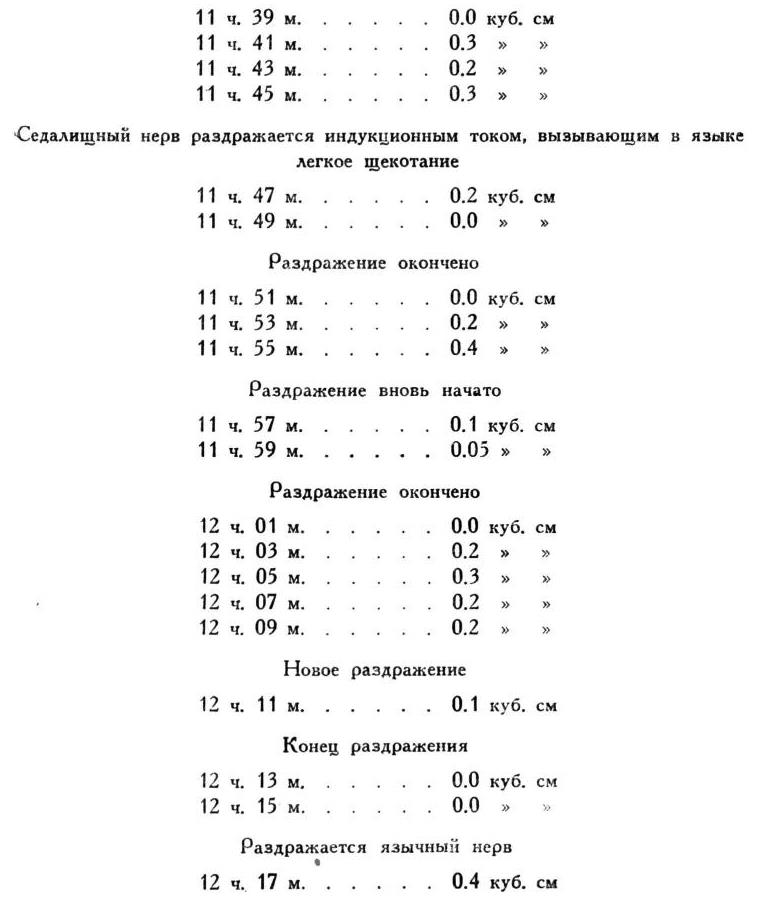 11 ч. 39 м. . . . . . 0.0 куб. см
11 ч. 41 м. . . . . . 0.3 » »
11 ч. 43 м. . . . . . 0.2 » »
11 ч. 45 м. . . . . . 0.3 » »
Седалищный нерв раздражается индукционным током, вызывающим в языке
легкое щекотание
11 ч. 47 м. . . . . . 0.2 куб. см
11 ч. 49 м. . . . . . 0.0 » »
Раздражение окончено
11 ч. 51 м. . . . . . 0.0 куб. см
11 ч. 53 м. . . . . . 0.2 » »
11 ч. 55 м. . . . . . 0.4 » »
Раздражение вновь начато
11 ч. 57 м. . . . . . 0.1 куб. см
11 ч. 59 м. . . . . . 0.05 » »
Раздражение окончено
12 ч. 01 м. . . . . . 0.0 куб. см
12 ч. 03 м. . . . . . 0.2 » »
12 ч. 05 м. . . . . . 0.3 » »
12 ч. 07 м. . . . . . 0.2 » »
12 ч. 09 м. . . . . . 0.2 » »
Новое раздражение
12 ч. 11 м. . . . . . 0.1 куб. см
Конец раздражения
12 ч. 13 м. . . . . . 0.0 куб. см
12 ч. 15 м. . . . . . 0.0 » »
Раздражается язычный нерв
12 ч. 17 м. . . . . . 0.4 куб. см